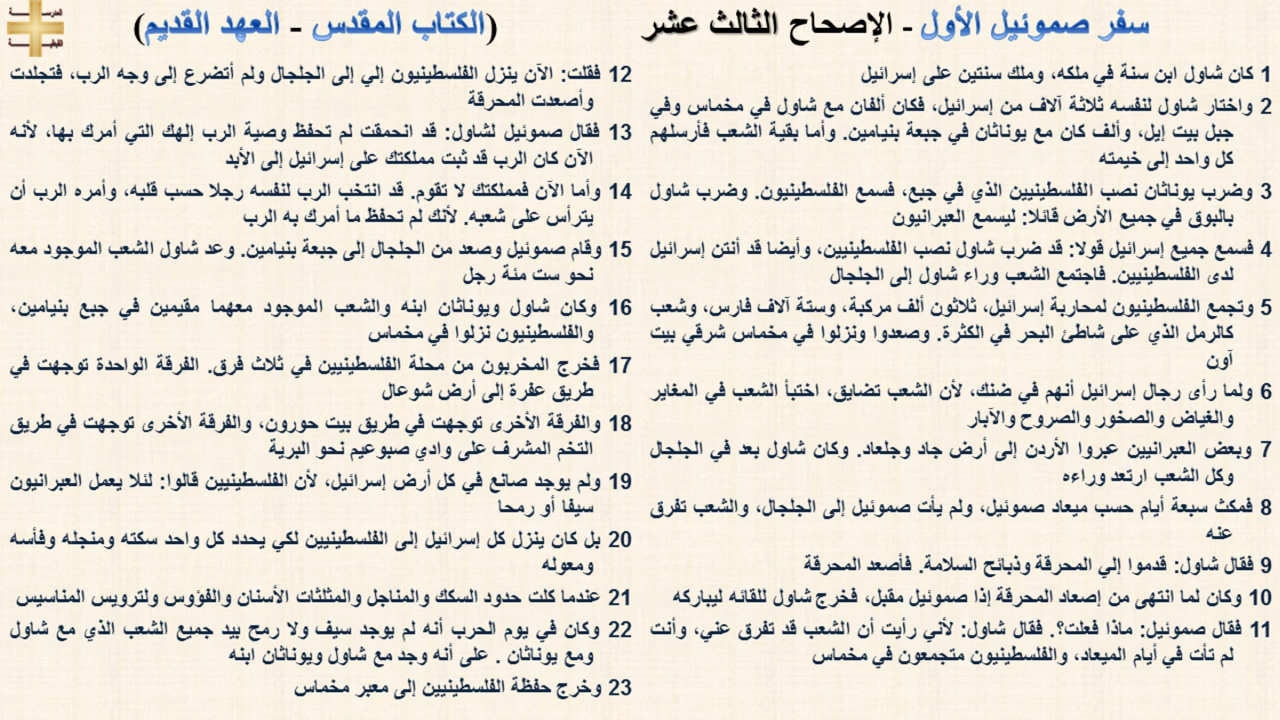 سفر صموئيل الأول - الإصحاح الثالث عشر
(الكتاب المقدس - العهد القديم)
1 كان شاول ابن سنة في ملكه، وملك سنتين على إسرائيل
2 واختار شاول لنفسه ثلاثة آلاف من إسرائيل، فكان ألفان مع شاول في مخماس وفي
جبل بيت إيل، وألف كان مع يوناثان في جبعة بنيامين. وأما بقية الشعب فأرسلهم
كل واحد إلى خيمته
3 وضرب يوناثان نصب الفلسطينيين الذي في جبع، فسمع الفلسطينيون. وضرب شاول
بالبوق في جميع الأرض قائلا: ليسمع العبرانيون
4 فسمع جميع إسرائيل قولا: قد ضرب شاول نصب الفلسطينيين، وأيضا قد أنتن إسرائيل
لدى الفلسطينيين. فاجتمع الشعب وراء شاول إلى الجلجال
5 وتجمع الفلسطينيون لمحاربة إسرائيل، ثلاثون ألف مركبة، وستة آلاف فارس، وشعب
كالرمل الذي على شاطئ البحر في الكثرة. وصعدوا ونزلوا في مخماس شرقي بيت
آون
6 ولما رأى رجال إسرائيل أنهم في ضنك، لأن الشعب تضايق، اختبأ الشعب في المغاير
والغياض والصخور والصروح والآبار
7 وبعض العبرانيين عبروا الأردن إلى أرض جاد وجلعاد. وكان شاول بعد في الجلجال
وكل الشعب ارتعد وراءه
8 فمكث سبعة أيام حسب ميعاد صموئيل، ولم يأت صموئيل إلى الجلجال، والشعب تفرق
عنه
9 فقال شاول: قدموا إلي المحرقة وذبائح السلامة. فأصعد المحرقة
10 وكان لما انتهى من إصعاد المحرقة إذا صموئيل مقبل، فخرج شاول للقائه ليباركه
11 فقال صموئيل: ماذا فعلت؟. فقال شاول: لأني رأيت أن الشعب قد تفرق عني، وأنت
لم تأت في أيام الميعاد، والفلسطينيون متجمعون في مخماس
12 فقلت: الآن ينزل الفلسطينيون إلي إلى الجلجال ولم أتضرع إلى وجه الرب، فتجلدت
وأصعدت المحرقة
13 فقال صموئيل لشاول: قد انحمقت لم تحفظ وصية الرب إلهك التي أمرك بها، لأنه
الآن كان الرب قد ثبت مملكتك على إسرائيل إلى الأبد
14 وأما الآن فمملكتك لا تقوم. قد انتخب الرب لنفسه رجلا حسب قلبه، وأمره الرب أن
يترأس على شعبه. لأنك لم تحفظ ما أمرك به الرب
15 وقام صموئيل وصعد من الجلجال إلى جبعة بنيامين. وعد شاول الشعب الموجود معه
نحو ست مئة رجل
16 وكان شاول ويوناثان ابنه والشعب الموجود معهما مقيمين في جبع بنيامين،
والفلسطينيون نزلوا في مخماس
17 فخرج المخربون من محلة الفلسطينيين في ثلاث فرق. الفرقة الواحدة توجهت في
طريق عفرة إلى أرض شوعال
18 والفرقة الأخرى توجهت في طريق بيت حورون، والفرقة الأخرى توجهت في طريق
التخم المشرف على وادي صبوعيم نحو البرية
19 ولم يوجد صانع في كل أرض إسرائيل، لأن الفلسطينيين قالوا: لئلا يعمل العبرانيون
سيفا أو رمحا
20 بل كان ينزل كل إسرائيل إلى الفلسطينيين لكي يحدد كل واحد سكته ومنجله وفأسه
ومعوله
21 عندما كلت حدود السكك والمناجل والمثلثات الأسنان والفؤوس ولترويس المناسيس
22 وكان في يوم الحرب أنه لم يوجد سيف ولا رمح بيد جميع الشعب الذي مع شاول
ومع يوناثان . على أنه وجد مع شاول ويوناثان ابنه
23 وخرج حفظة الفلسطينيين إلى معبر مخماس